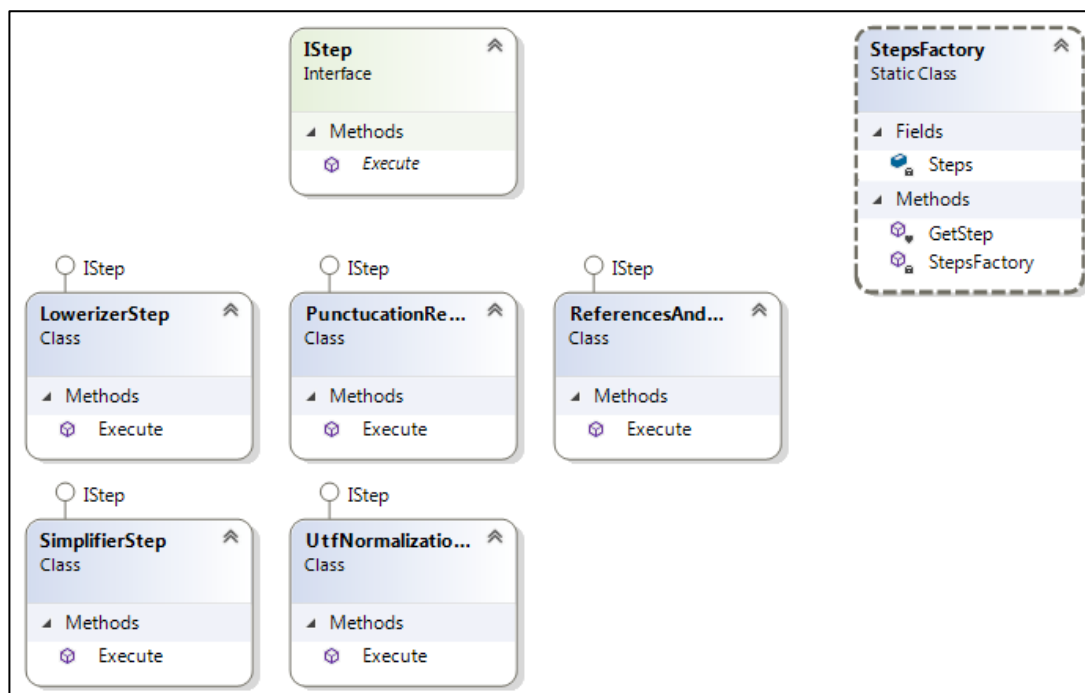 IStep
Interface
Methods
Execute
StepsFactory
Static Class
Fields
Steps
Methods
GetStep
StepsFactory
IStep
LowerizerStep
Class
Methods
Execute
IStep
PunctucationRe...
Class
Methods
Execute
IStep
ReferencesAnd...
Class
Methods
Execute
IStep
SimplifierStep
Class
Methods
Execute
IStep
UtfNormalizatio...
Class
Methods
Execute